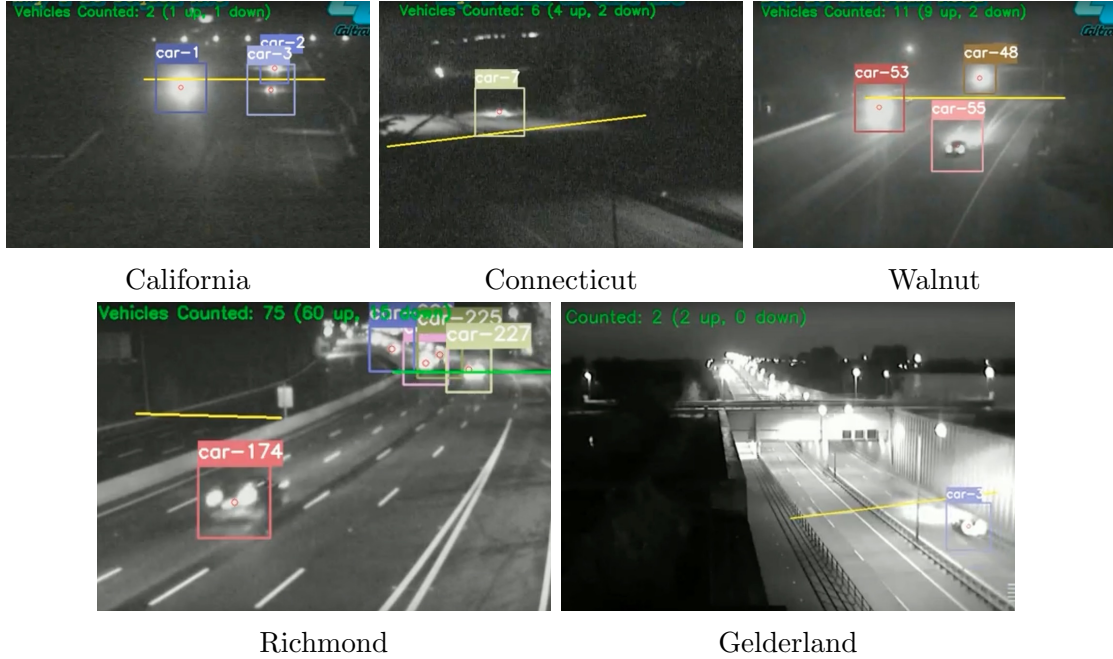 Vehicles Counted: 2 (1 up, 1 down)
car-1
car-2
car-3
California
Vehicles Counted: 6 (4 up, 2 down)
car-7
Connecticut
Vehicles Counted: 11 (9 up, 2 down)
car-48
car-53
car-55
Walnut
Vehicles Counted: 75 (60 up, down)
car-225
car-227
car-174
Richmond
Counted: 2 (2 up, 0 down)
car-3
Gelderland